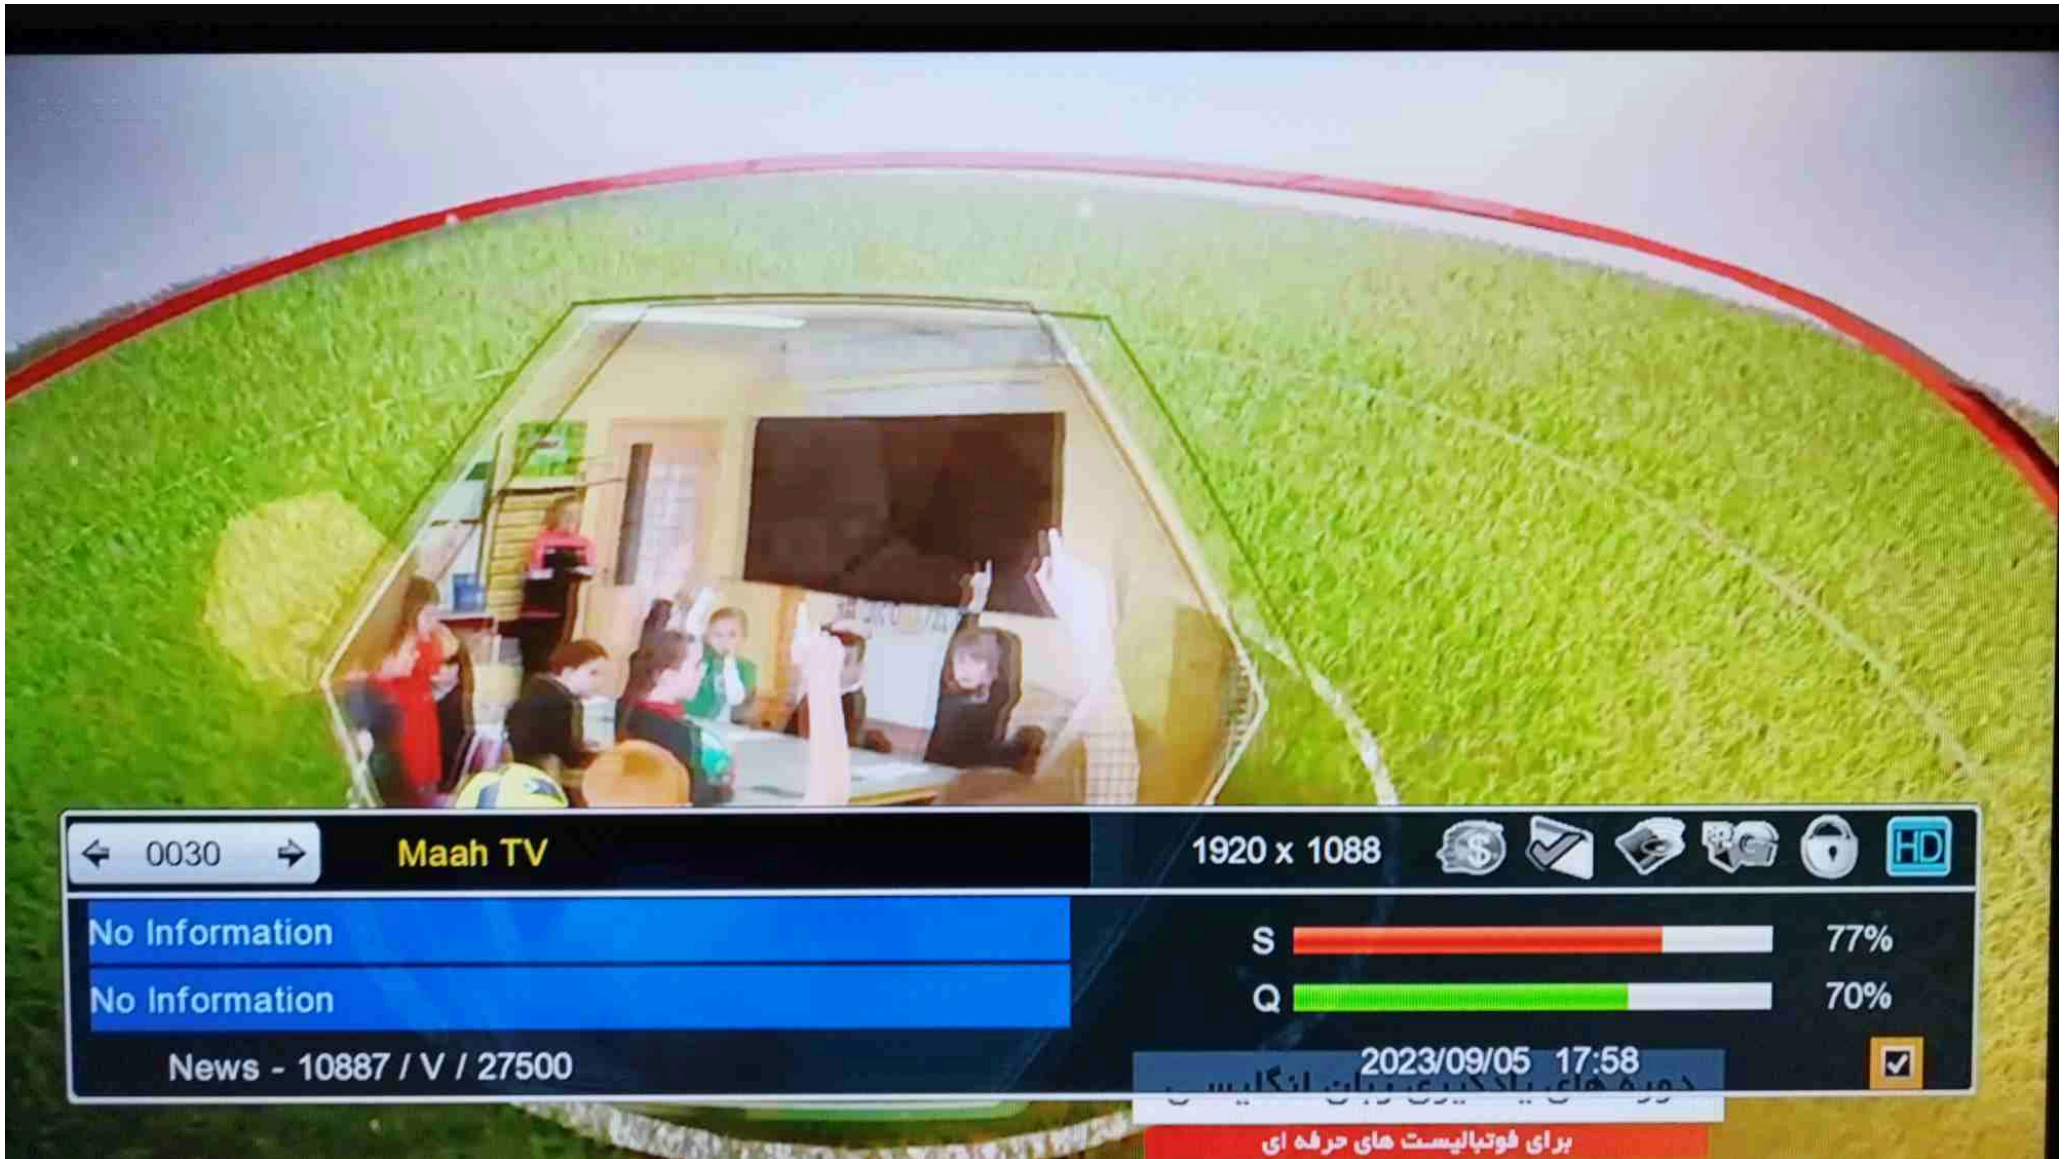 0030
Maah TV
1920 x 1088
HD
No Information
No Information
S 77%
Q 70%
News - 10887 / V / 27500
2023/09/05 17:58
دوره های یادگیری زبان انگلیسی
برای فوتبالیست های حرفه ای